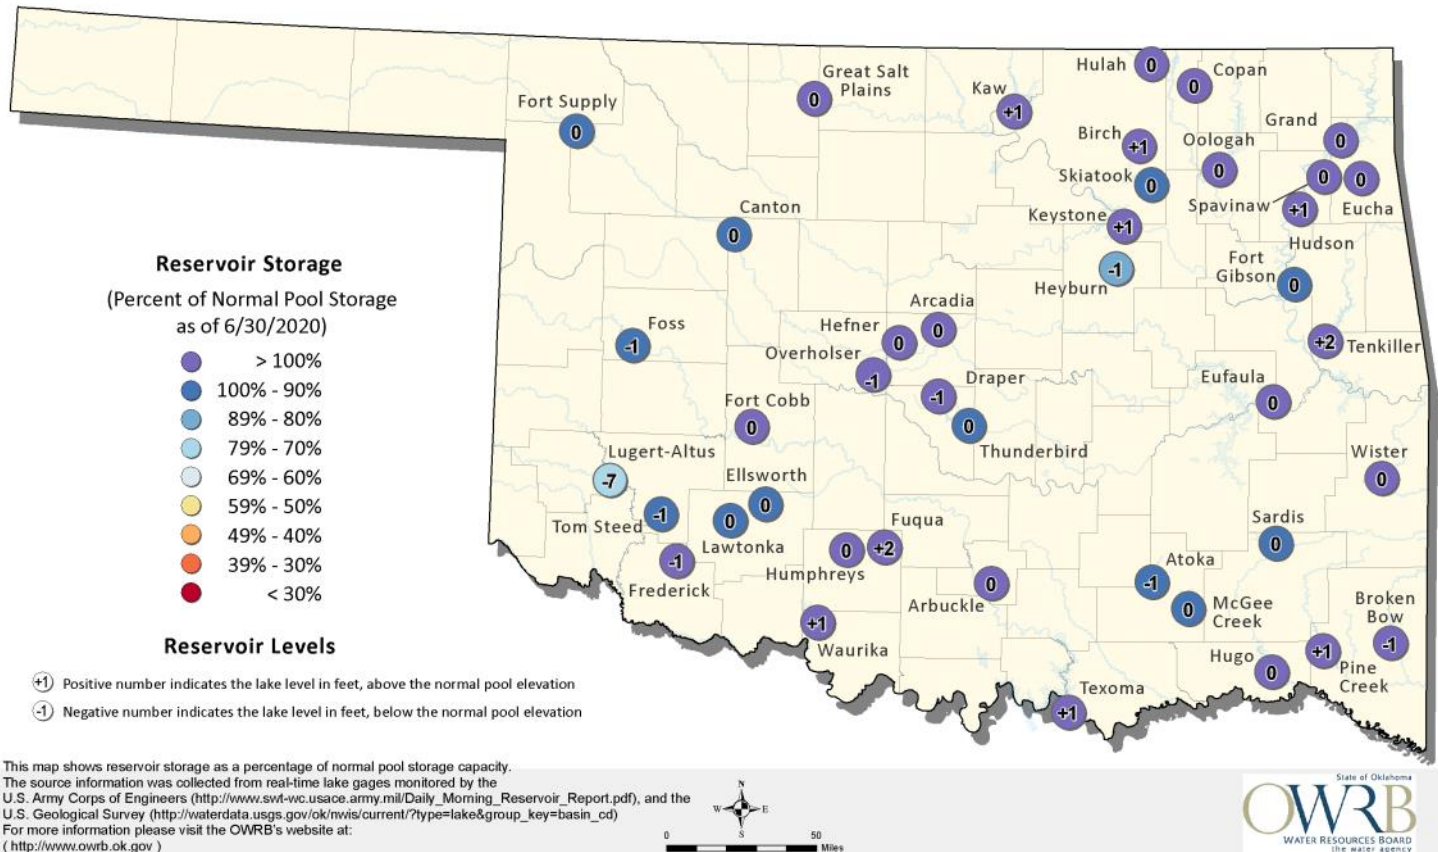 Hulah
0
Copan
0
Great Salt
Plains
0
Kaw
+1
Fort Supply
0
Grand
0
Birch
+1
Oologah
0
Skiatook
0
Spavinaw
0
Eucha
0
Hudson
+1
Canton
0
Keystone
+1
Heyburn
-1
Fort
Gibson
0
Arcadia
0
Hefner
0
Overholser
-1
Foss
-1
Tenkiller
+2
Draper
-1
Eufaula
0
Fort Cobb
0
Thunderbird
0
Lugert-Altus
-7
Wister
0
Ellsworth
0
Tom Steed
-1
Lawtonka
0
Fuqua
+2
Humphreys
0
Sardis
0
Frederick
-1
Atoka
-1
Arbuckle
0
McGee
Creek
0
Broken
Bow
-1
Waurika
+1
Hugo
0
Pine
Creek
+1
Texoma
+1
Reservoir Storage
(Percent of Normal Pool Storage
as of 6/30/2020)
> 100%
100% - 90%
89% - 80%
79% - 70%
69% - 60%
59% - 50%
49% - 40%
39% - 30%
< 30%
Reservoir Levels
+1 Positive number indicates the lake level in feet, above the normal pool elevation
-1 Negative number indicates the lake level in feet, below the normal pool elevation
This map shows reservoir storage as a percentage of normal pool storage capacity.
The source information was collected from real-time lake gages monitored by the
U.S. Army Corps of Engineers (http://www.swt-wc.usace.army.mil/Daily_Morning_Reservoir_Report.pdf), and the
U.S. Geological Survey (http://waterdata.usgs.gov/ok/nwis/current/?type=lake&group_key=basin_cd)
For more information please visit the OWRB's website at:
( http://www.owrb.ok.gov )
N
W E
S
0 50
Miles
State of Oklahoma
OWRB
WATER RESOURCES BOARD
the water agency